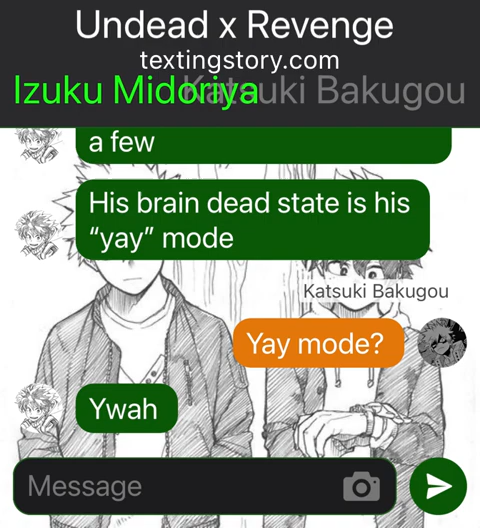 Undead x Revenge
textingstory.com
Izuku Midoriya Katsuki Bakugou
a few
His brain dead state is his
“yay” mode
Katsuki Bakugou
Yay mode?
Ywah
Message